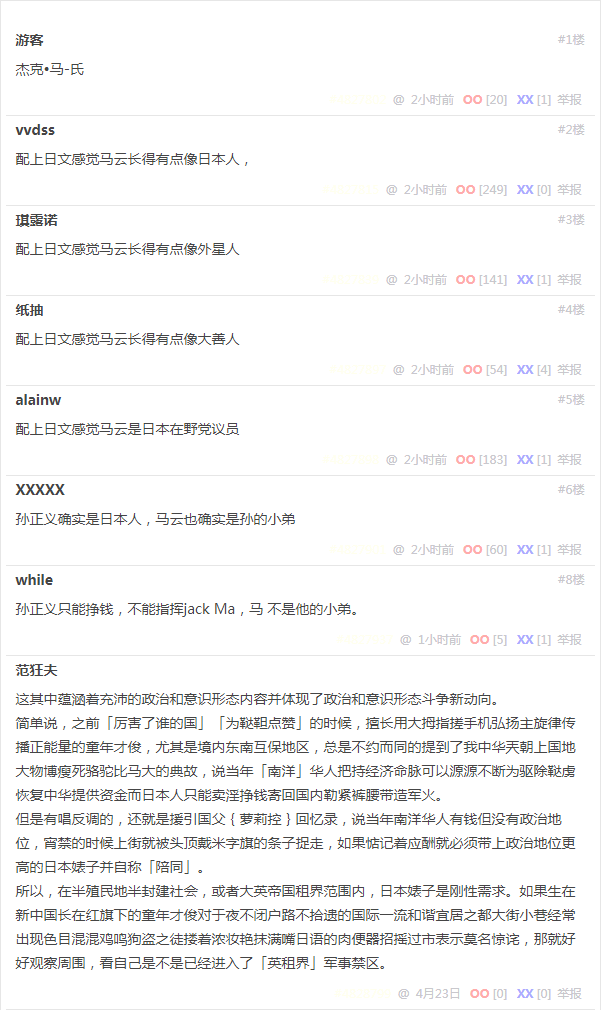 游客 #1楼
杰克•马-氏
@ 2小时前 OO [20] XX [1] 举报
vvdss #2楼
配上日文感觉马云长得有点像日本人，
@ 2小时前 OO [249] XX [0] 举报
琪露诺 #3楼
配上日文感觉马云长得有点像外星人
@ 2小时前 OO [141] XX [1] 举报
纸抽 #4楼
配上日文感觉马云长得有点像大善人
@ 2小时前 OO [54] XX [4] 举报
alainw #5楼
配上日文感觉马云是日本在野党议员
@ 2小时前 OO [183] XX [1] 举报
XXXXX #6楼
孙正义确实是日本人，马云也确实是孙的小弟
@ 2小时前 OO [60] XX [1] 举报
while #8楼
孙正义只能挣钱，不能指挥jack Ma，马 不是他的小弟。
@ 1小时前 OO [5] XX [1] 举报
范狂夫
这其中蕴涵着充沛的政治和意识形态内容并体现了政治和意识形态斗争新动向。
简单说，之前「厉害了谁的国」「为鞑靼点赞」的时候，擅长用大拇指搓手机弘扬主旋律传
播正能量的童年才俊，尤其是境内东南互保地区，总是不约而同的提到了我中华天朝上国地
大物博瘦死骆驼比马大的典故，说当年「南洋」华人把持经济命脉可以源源不断为驱除鞑虏
恢复中华提供资金而日本人只能卖淫挣钱寄回国内勒紧裤腰带造军火。
但是有唱反调的，还就是援引国父｛萝莉控｝回忆录，说当年南洋华人有钱但没有政治地
位，宵禁的时候上街就被头顶戴米字旗的条子捉走，如果惦记着应酬就必须带上政治地位更
高的日本婊子并自称「陪同」。
所以，在半殖民地半封建社会，或者大英帝国租界范围内，日本婊子是刚性需求。如果生在
新中国长在红旗下的童年才俊对于夜不闭户路不拾遗的国际一流和谐宜居之都大街小巷经常
出现色目混混鸡鸣狗盗之徒搂着浓妆艳抹满嘴日语的肉便器招摇过市表示莫名惊诧，那就好
好观察周围，看自己是不是已经进入了「英租界」军事禁区。
@ 4月23日 OO [0] XX [0] 举报